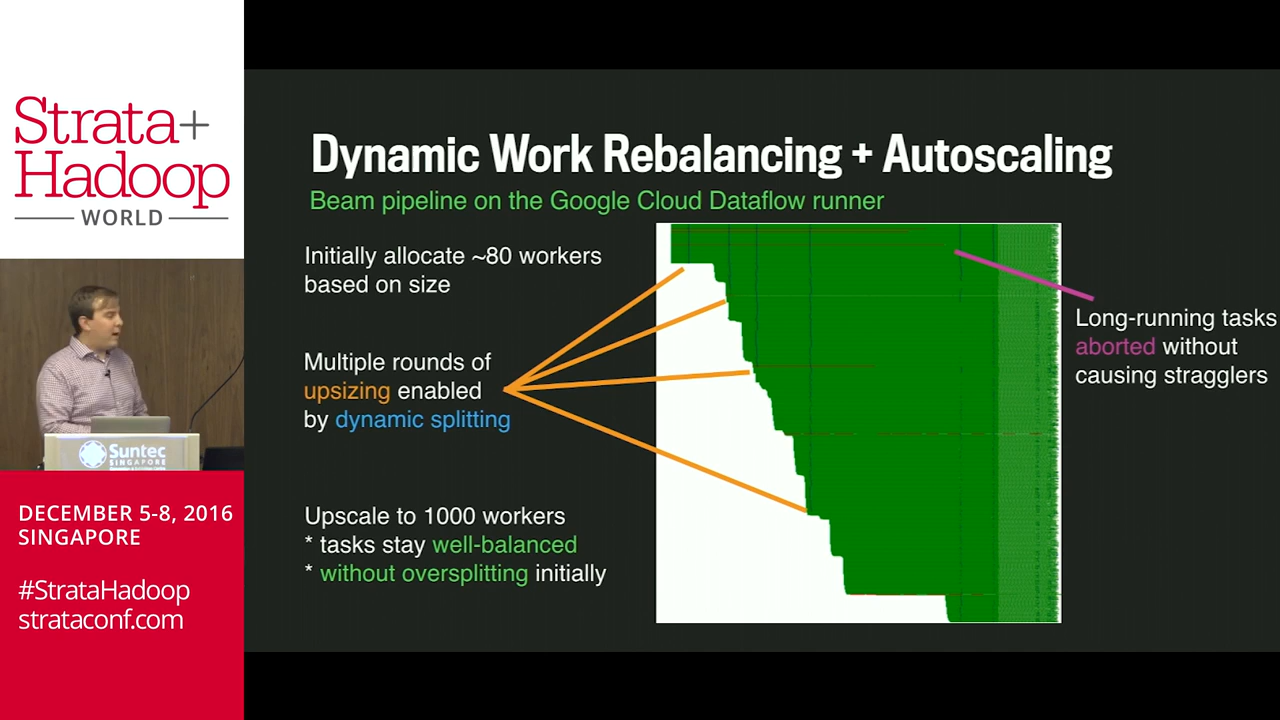 Strata+
Hadoop
WORLD
Suntec
SINGAPORE
DECEMBER 5-8, 2016
SINGAPORE
#StrataHadoop
strataconf.com
Dynamic Work Rebalancing + Autoscaling
Beam pipeline on the Google Cloud Dataflow runner
Initially allocate ~80 workers
based on size
Multiple rounds of
upsizing enabled
by dynamic splitting
Upscale to 1000 workers
* tasks stay well-balanced
* without oversplitting initially
Long-running tasks
aborted without
causing stragglers